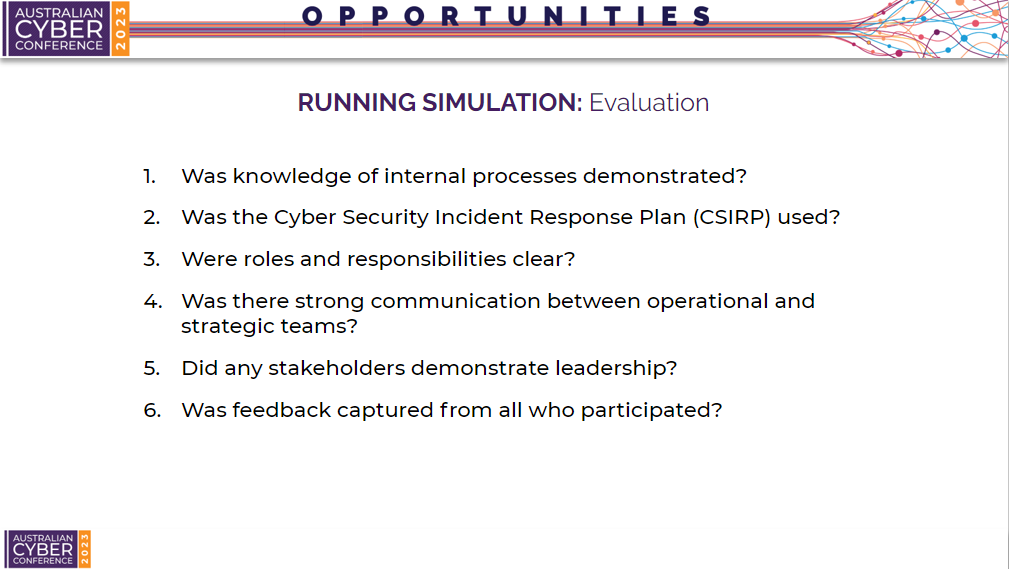 AUSTRALIAN
CYBER
CONFERENCE
2023
OPPORTUNITIES
RUNNING SIMULATION: Evaluation
1. Was knowledge of internal processes demonstrated?
2. Was the Cyber Security Incident Response Plan (CSIRP) used?
3. Were roles and responsibilities clear?
4. Was there strong communication between operational and
strategic teams?
5. Did any stakeholders demonstrate leadership?
6. Was feedback captured from all who participated?
AUSTRALIAN
CYBER
CONFERENCE
2023